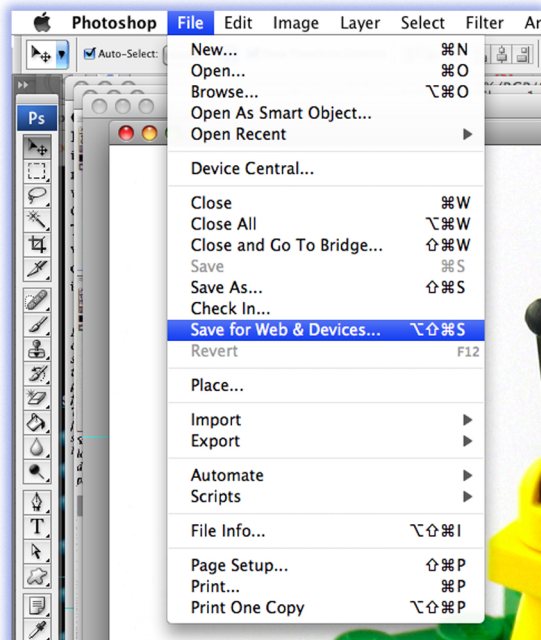 Photoshop File Edit Image Layer Select Filter
Auto-Select:
Ps
New... ⌘N
Open... ⌘O
Browse... ⌥⌘O
Open As Smart Object...
Open Recent ▶
Device Central...
Close ⌘W
Close All ⌥⌘W
Close and Go To Bridge... ⇧⌘W
Save ⌘S
Save As... ⇧⌘S
Check In...
Save for Web & Devices... ⌥⇧⌘S
Revert F12
Place...
Import ▶
Export ▶
Automate ▶
Scripts ▶
File Info... ⌥⇧⌘I
Page Setup... ⇧⌘P
Print... ⌘P
Print One Copy ⌥⇧⌘P